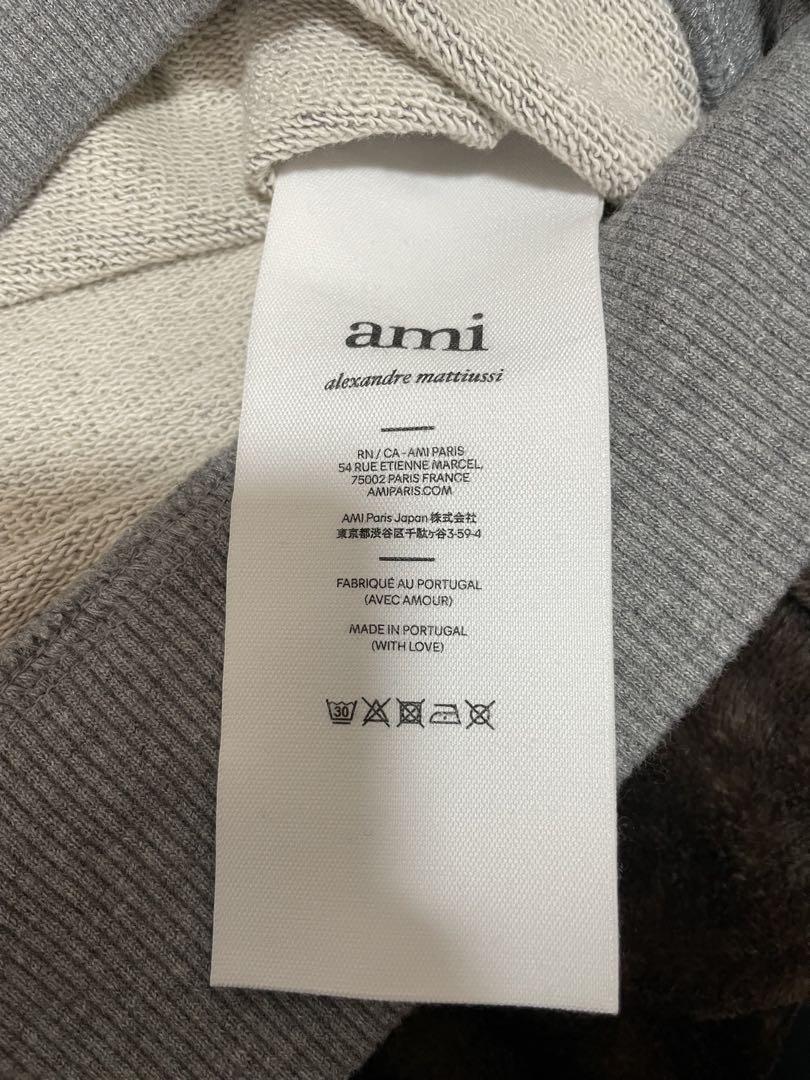 ami
alexandre mattiussi
RN / CA - AMI PARIS
54 RUE ETIENNE MARCEL,
75002 PARIS FRANCE
AMIPARIS.COM
AMI Paris Japan 株式会社
東京都渋谷区千駄ヶ谷3-59-4
FABRIQUÉ AU PORTUGAL
(AVEC AMOUR)
MADE IN PORTUGAL
(WITH LOVE)
30